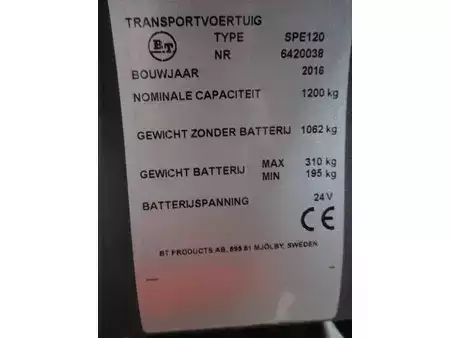 TRANSPORTVOERTUIG
BT TYPE SPE120
NR 6420038
BOUWJAAR 2016
NOMINALE CAPACITEIT 1200 kg
GEWICHT ZONDER BATTERIJ 1062 kg
GEWICHT BATTERIJ MAX 310 kg
MIN 195 kg
BATTERIJSPANNING 24 V
CE
BT PRODUCTS AB, 595 81 MJÖLBY, SWEDEN